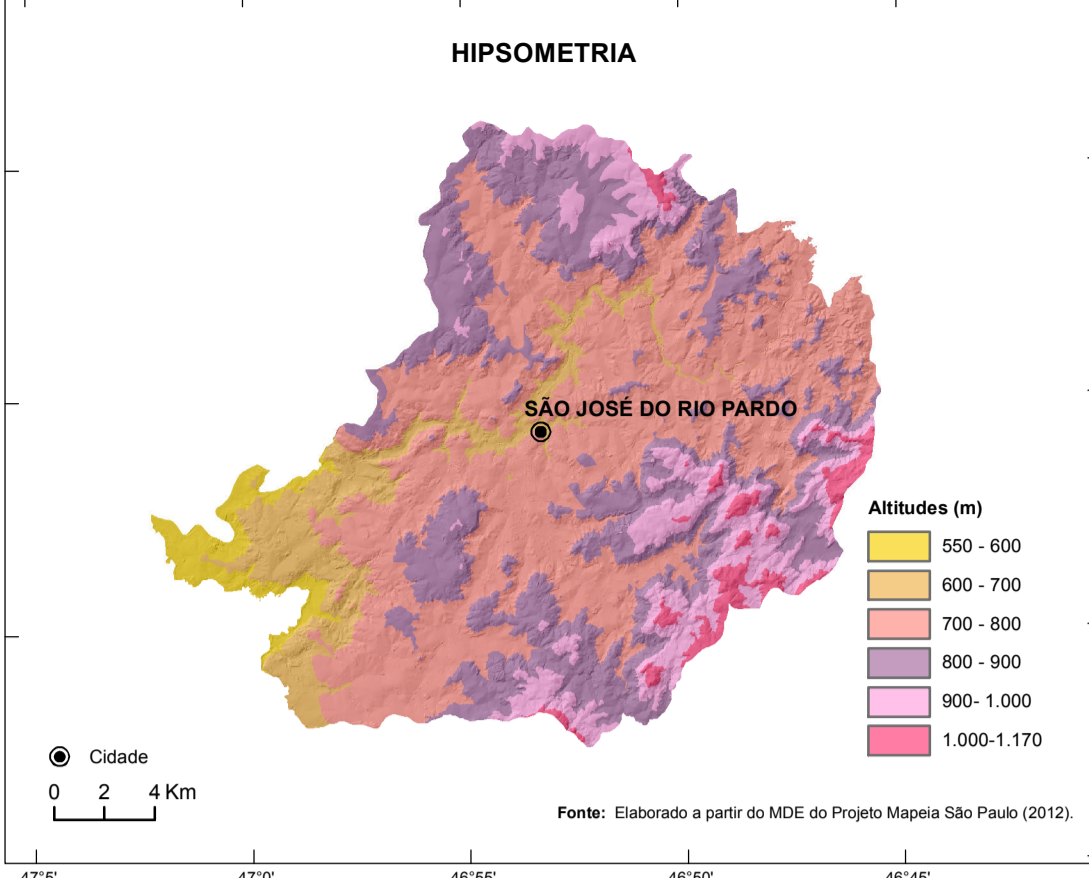 HIPSOMETRIA
SÃO JOSÉ DO RIO PARDO
Altitudes (m)
550 - 600
600 - 700
700 - 800
800 - 900
900- 1.000
1.000-1.170
Cidade
0 2 4 Km
Fonte: Elaborado a partir do MDE do Projeto Mapeia São Paulo (2012).
47°5' 47°0' 46°55' 46°50' 46°45'